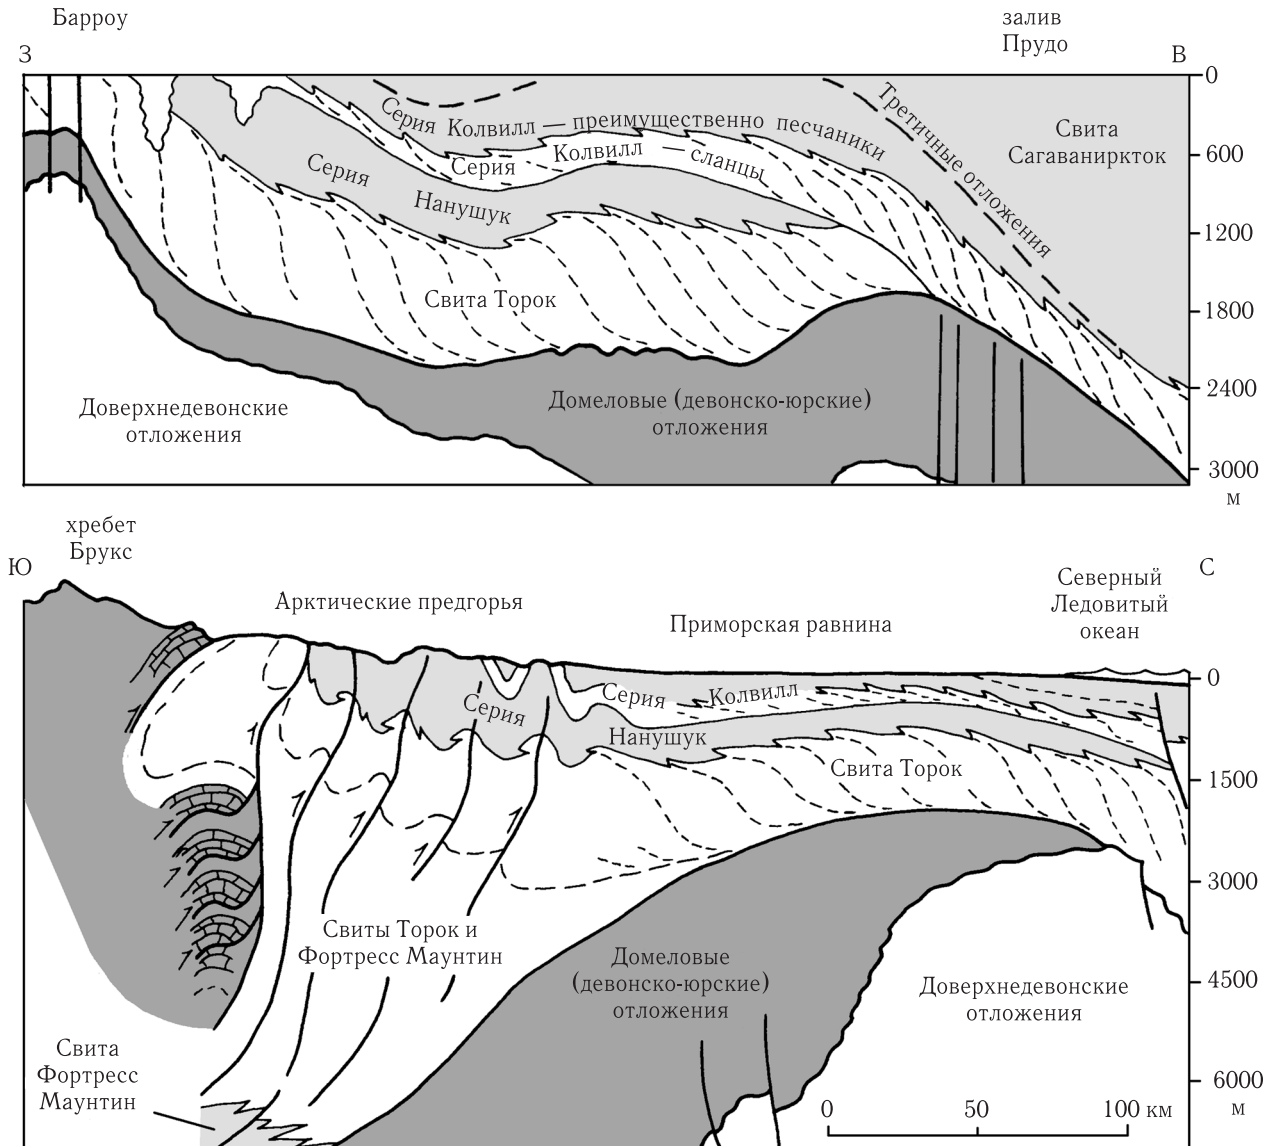 Барроу
залив
Прудо
З
В
0
Серия Колвилл — преимущественно песчаники
Третичные отложения
Свита
Сагаваниркток
600
Серия Колвилл — сланцы
Серия Нанушук
1200
Свита Торок
1800
2400
Доверхнедевонские
отложения
Домеловые (девонско-юрские)
отложения
3000
м
хребет
Брукс
Ю
С
Арктические предгорья
Приморская равнина
Северный
Ледовитый
океан
0
Серия Колвилл
Серия Нанушук
Свита Торок
1500
3000
Свиты Торок и
Фортресс Маунтин
Домеловые
(девонско-юрские)
отложения
Доверхнедевонские
отложения
4500
Свита
Фортресс
Маунтин
6000
м
0 50 100 км